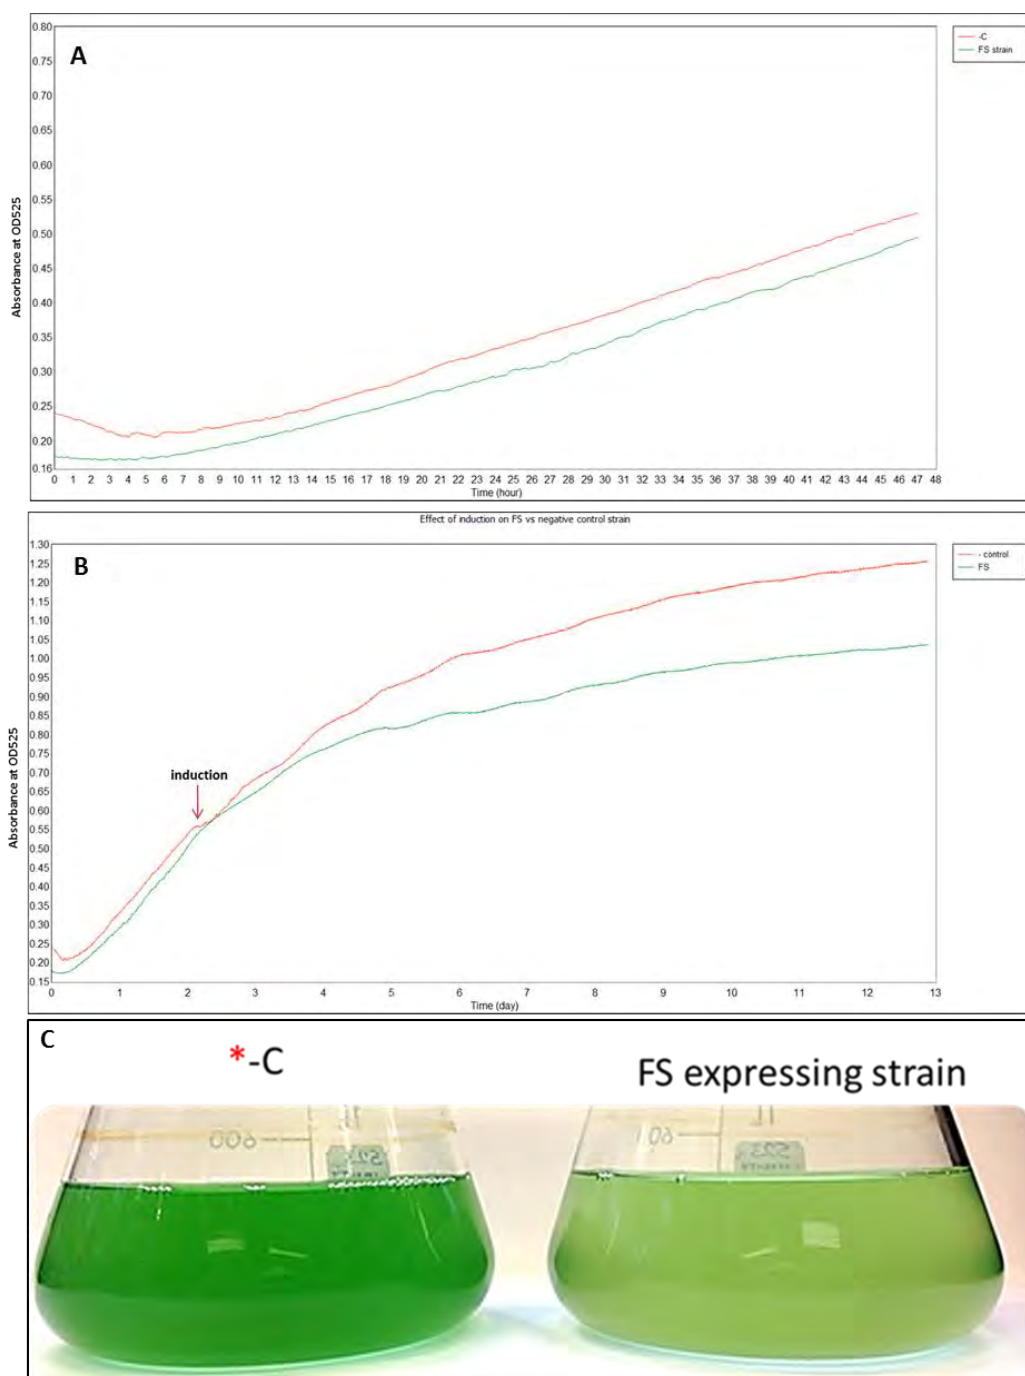 A
-C
FS strain
0.80
0.75
0.70
0.65
0.60
0.55
0.50
0.45
0.40
0.35
0.30
0.25
0.20
0.16
Absorbance at OD525
0 1 2 3 4 5 6 7 8 9 10 11 12 13 14 15 16 17 18 19 20 21 22 23 24 25 26 27 27 28 29 30 31 32 33 34 35 36 37 38 39 40 41 42 43 44 45 46 47 48
Time (hour)
Effect of induction on FS vs negative control strain
B
- control
FS
1.30
1.25
1.20
1.15
1.10
1.05
1.00
0.95
0.90
0.85
0.80
0.75
0.70
0.65
0.60
0.55
0.50
0.45
0.40
0.35
0.30
0.25
0.20
0.15
Absorbance at OD525
induction
0 1 2 3 4 5 6 7 8 9 10 11 12 13
Time (day)
C
*-C
FS expressing strain
600